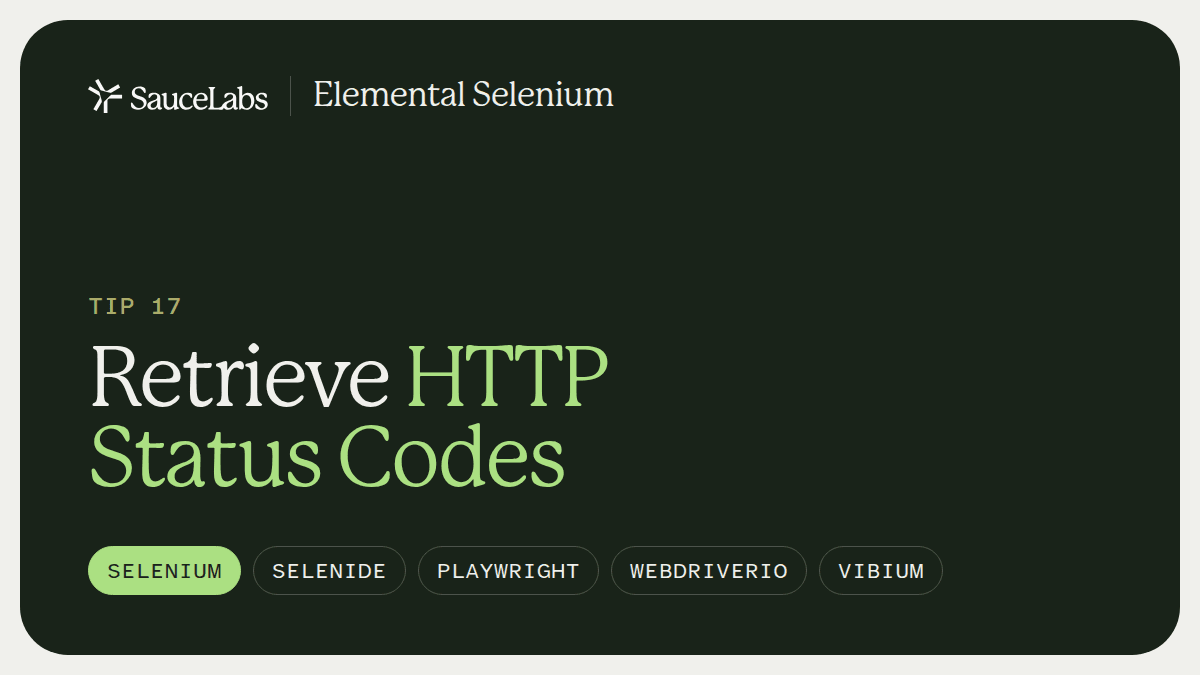 SauceLabs Elemental Selenium
TIP 17
Retrieve HTTP
Status Codes
SELENIUM SELENIDE PLAYWRIGHT WEBDRIVERIO VIBIUM